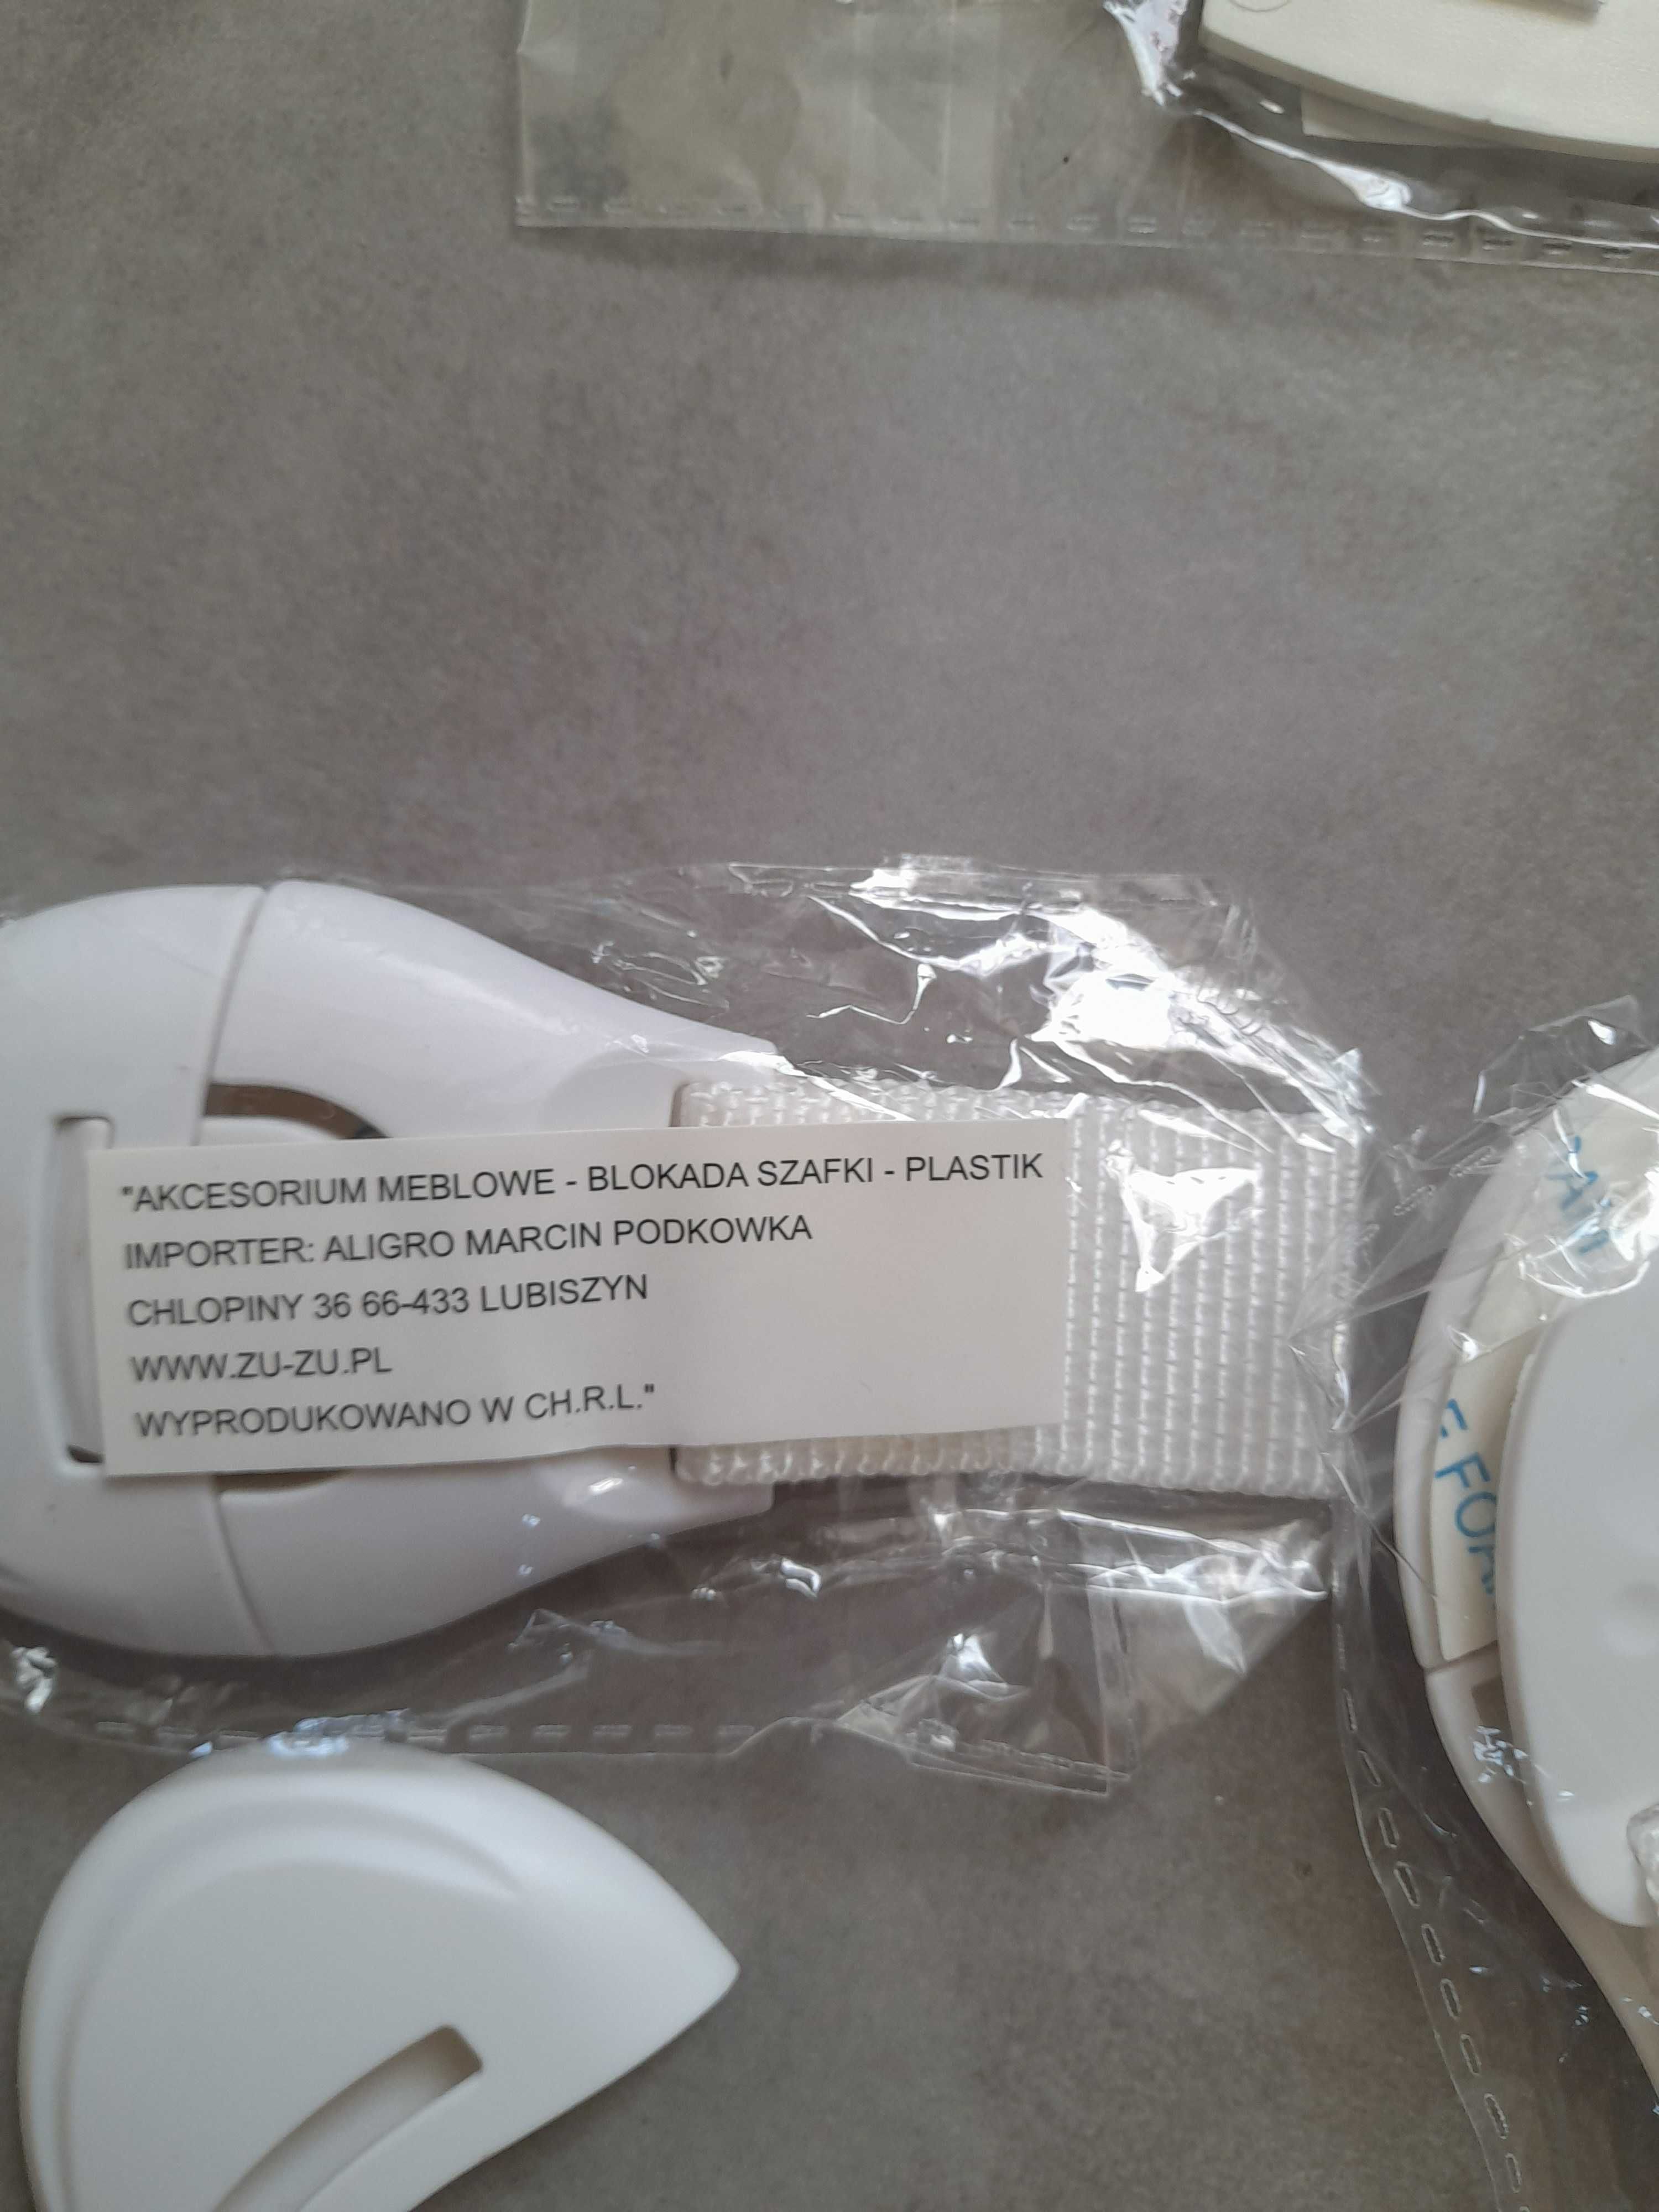 "AKCESORIUM MEBLOWE - BLOKADA SZAFKI - PLASTIK
IMPORTER: ALIGRO MARCIN PODKOWKA
CHLOPINY 36 66-433 LUBISZYN
WWW.ZU-ZU.PL
WYPRODUKOWANO W CH.R.L."